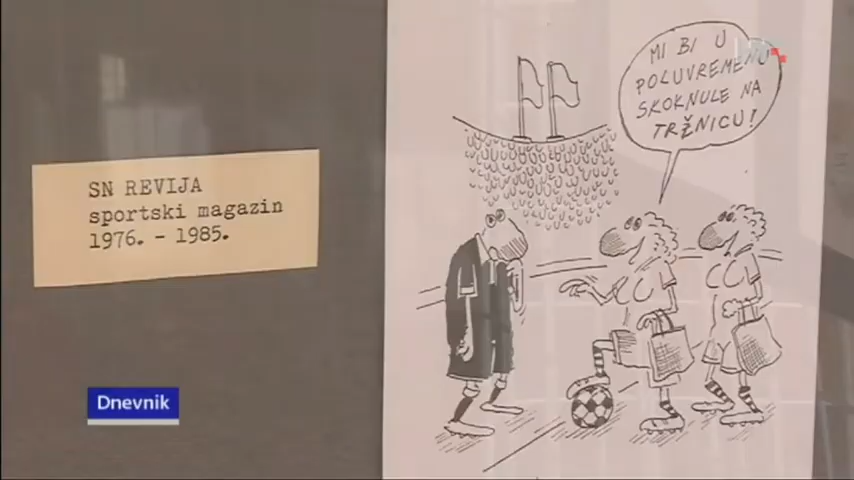 SN REVIJA
sportski magazin
1976. - 1985.
MI BI U
POLUVREMENU
SKOKNULE NA
TRŽNICU!
Dnevnik